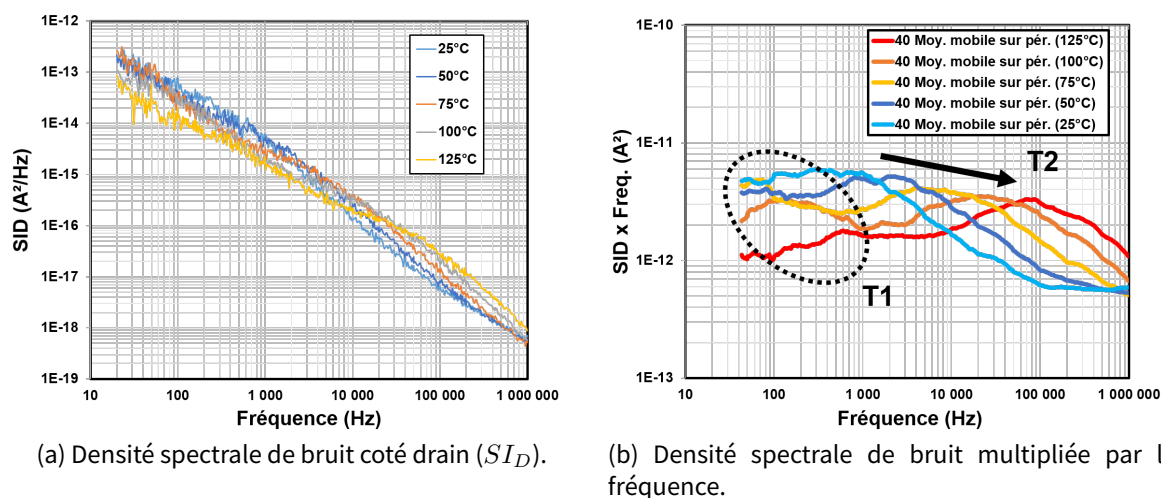 1E-12
1E-13
1E-14
1E-15
1E-16
1E-17
1E-18
1E-19
SID (A²/Hz)
25°C
50°C
75°C
100°C
125°C
10
100
1 000
10 000
100 000
1 000 000
Fréquence (Hz)
(a) Densité spectrale de bruit coté drain (SI_D).
1E-10
1E-11
1E-12
1E-13
SID x Freq. (A²)
40 Moy. mobile sur pér. (125°C)
40 Moy. mobile sur pér. (100°C)
40 Moy. mobile sur pér. (75°C)
40 Moy. mobile sur pér. (50°C)
40 Moy. mobile sur pér. (25°C)
T2
T1
10
100
1 000
10 000
100 000
1 000 000
Fréquence (Hz)
(b) Densité spectrale de bruit multipliée par l
fréquence.